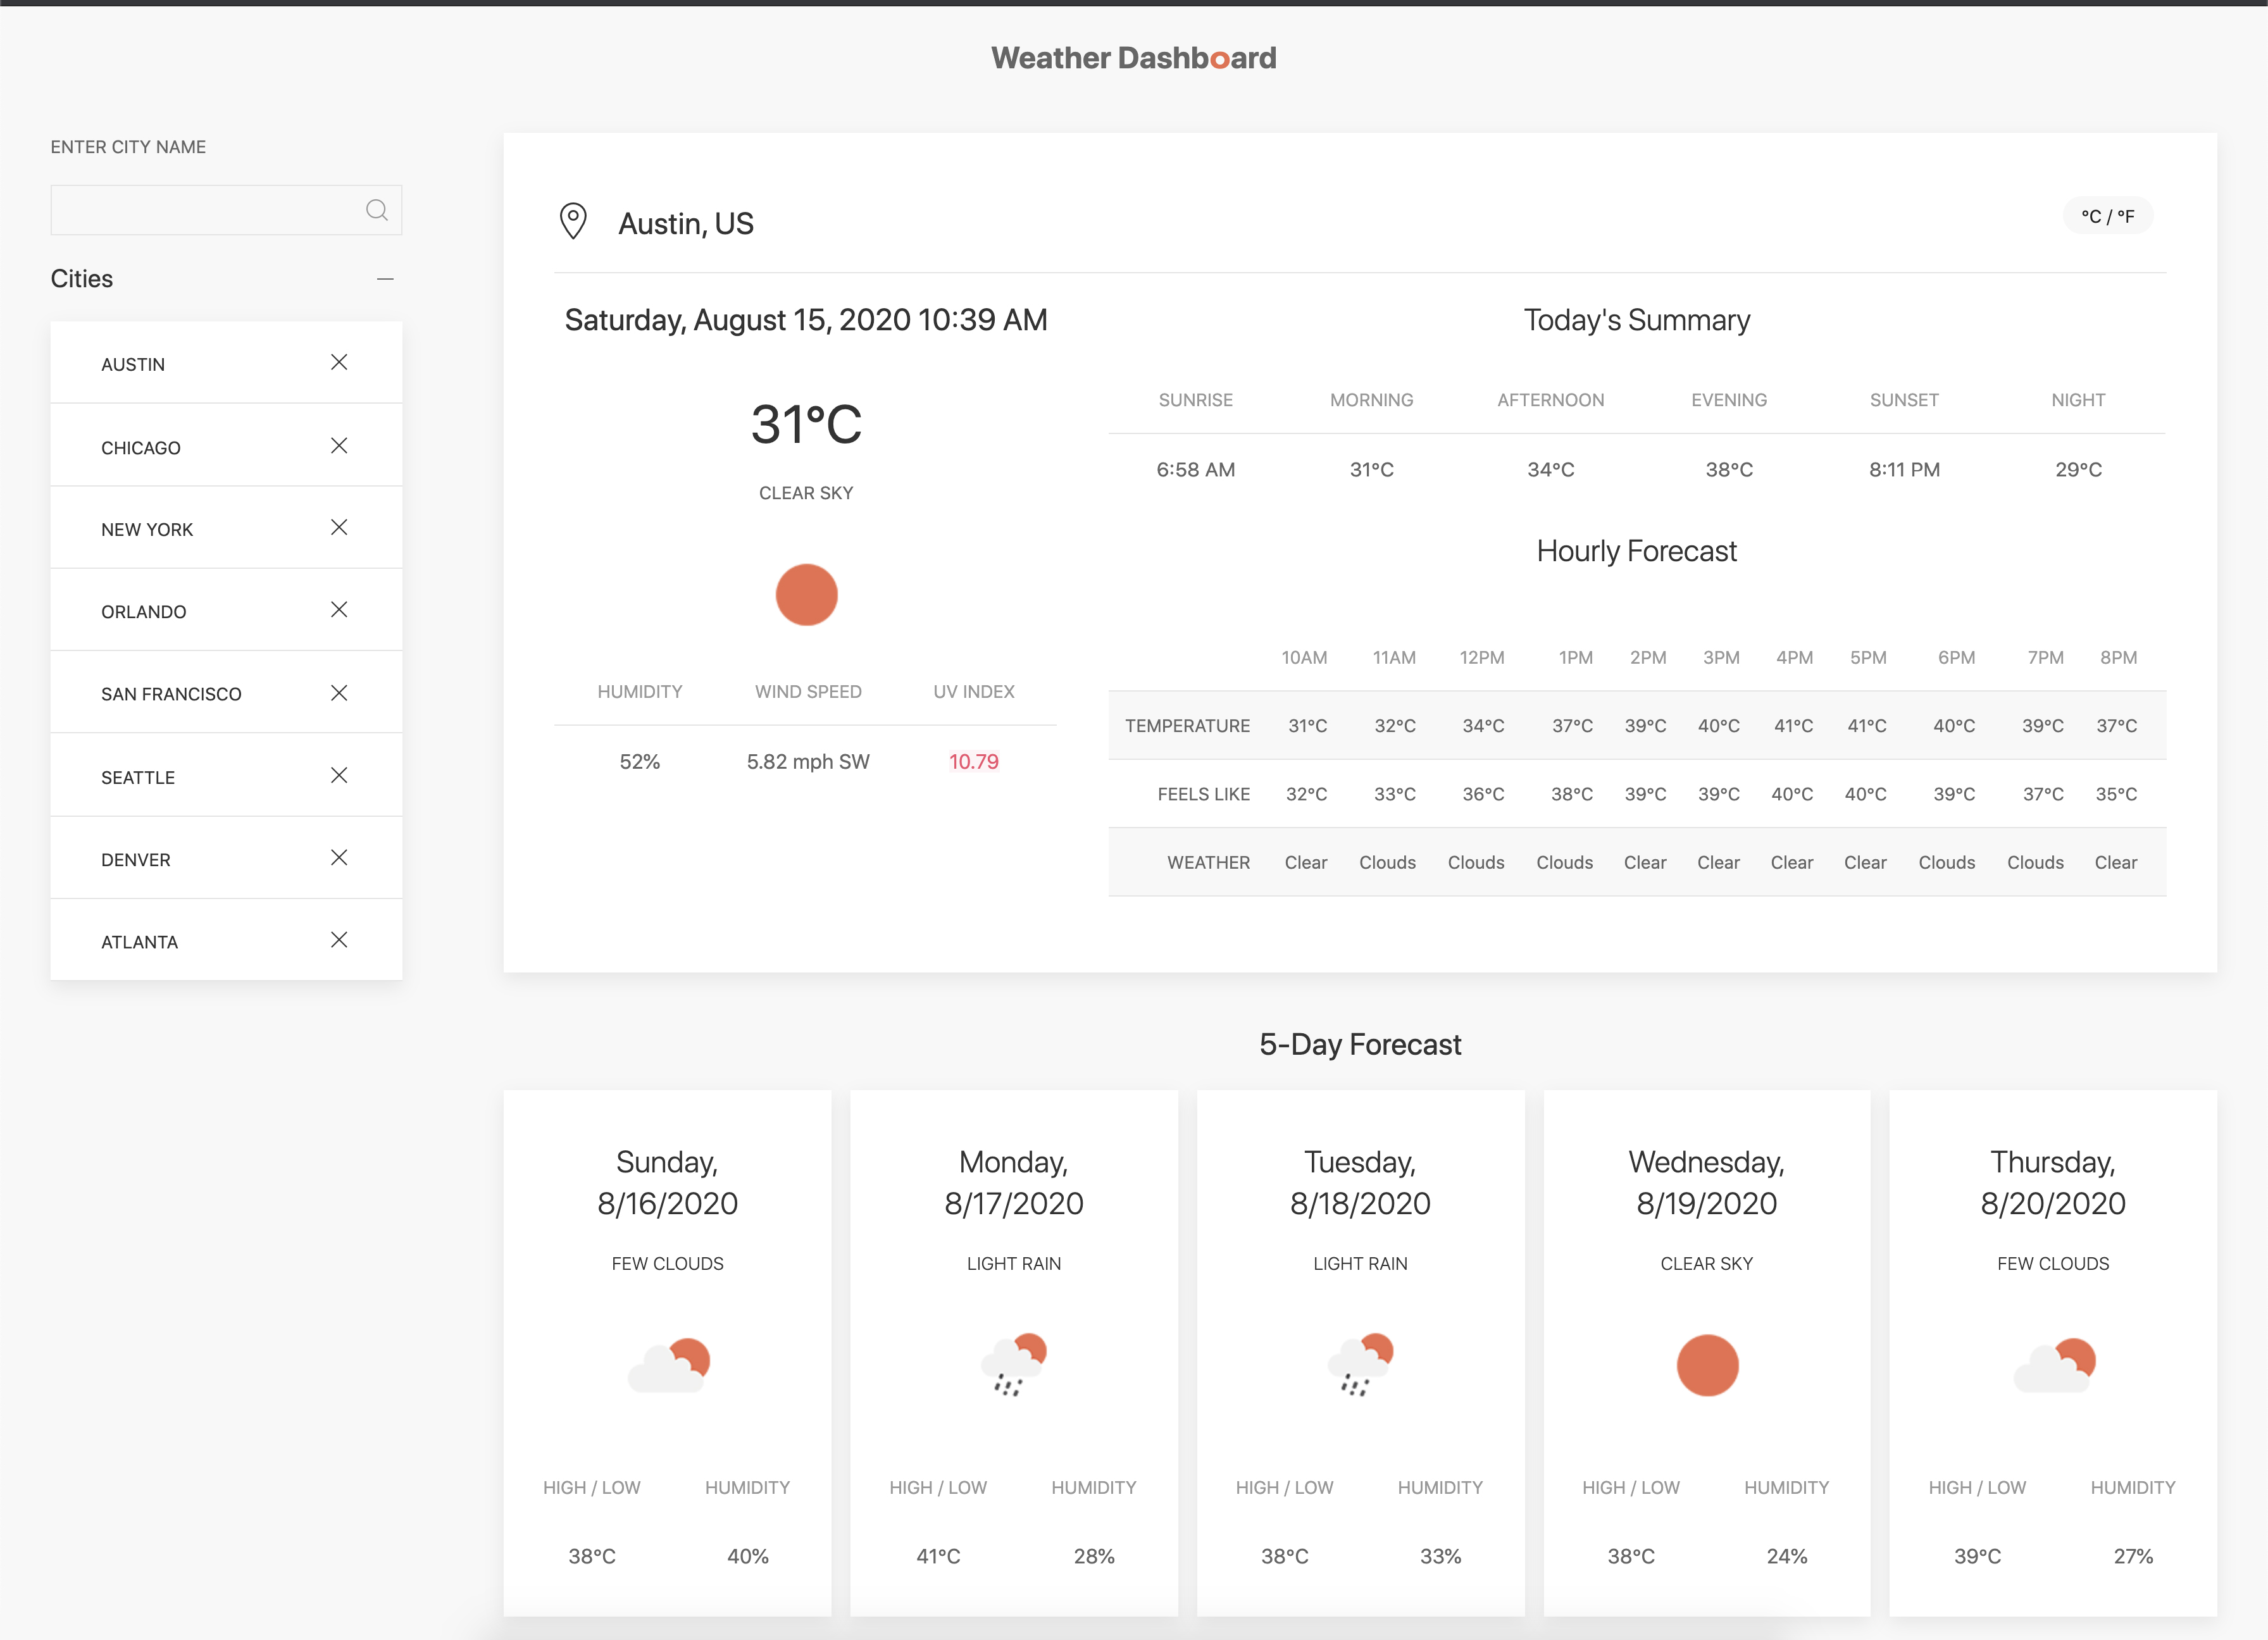 Weather Dashboard
ENTER CITY NAME
Cities
AUSTIN
CHICAGO
NEW YORK
ORLANDO
SAN FRANCISCO
SEATTLE
DENVER
ATLANTA
Austin, US
°C / °F
Saturday, August 15, 2020 10:39 AM
31°C
CLEAR SKY
HUMIDITY WIND SPEED UV INDEX
52% 5.82 mph SW 10.79
Today's Summary
SUNRISE MORNING AFTERNOON EVENING SUNSET NIGHT
6:58 AM 31°C 34°C 38°C 8:11 PM 29°C
Hourly Forecast
10AM 11AM 12PM 1PM 2PM 3PM 4PM 5PM 6PM 7PM 8PM
TEMPERATURE 31°C 32°C 34°C 37°C 39°C 40°C 41°C 41°C 40°C 39°C 37°C
FEELS LIKE 32°C 33°C 36°C 38°C 39°C 39°C 40°C 40°C 39°C 37°C 35°C
WEATHER Clear Clouds Clouds Clouds Clear Clear Clear Clear Clouds Clouds Clear
5-Day Forecast
Sunday,
8/16/2020
FEW CLOUDS
HIGH / LOW HUMIDITY
38°C 40%
Monday,
8/17/2020
LIGHT RAIN
HIGH / LOW HUMIDITY
41°C 28%
Tuesday,
8/18/2020
LIGHT RAIN
HIGH / LOW HUMIDITY
38°C 33%
Wednesday,
8/19/2020
CLEAR SKY
HIGH / LOW HUMIDITY
38°C 24%
Thursday,
8/20/2020
FEW CLOUDS
HIGH / LOW HUMIDITY
39°C 27%